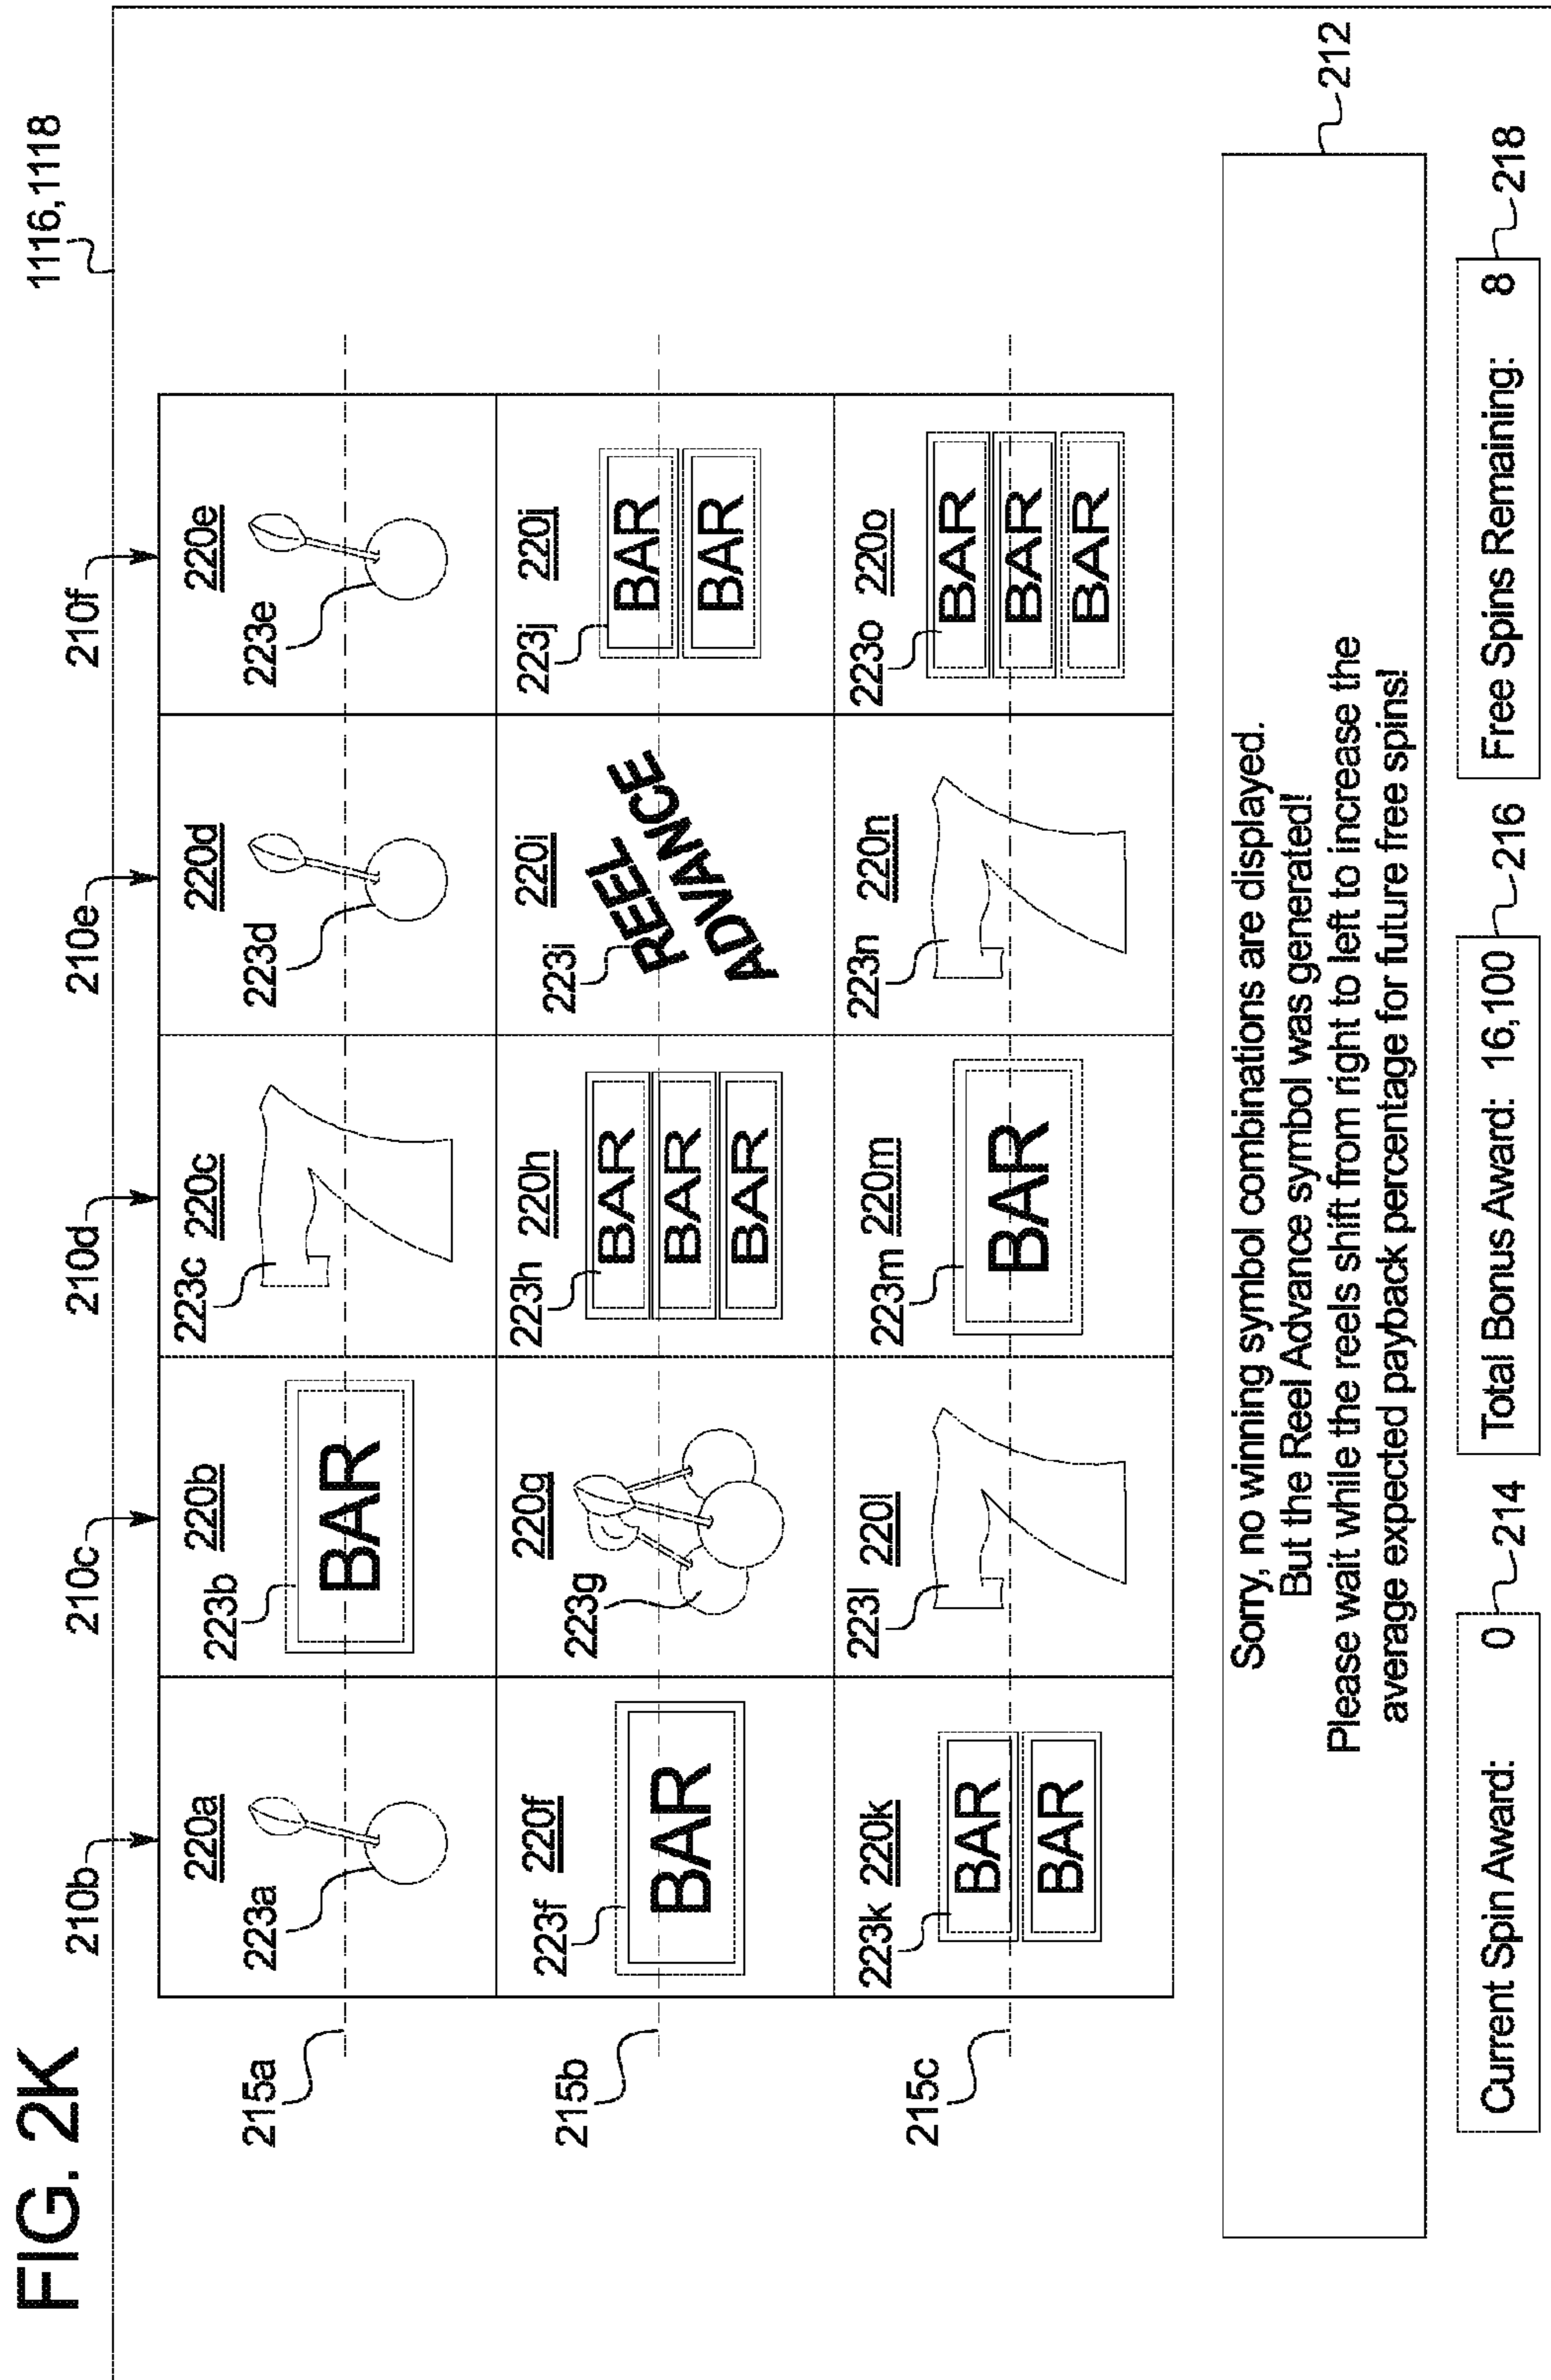 FIG. 2K
1116,1118
210b 210c 210d 210e 210f
220a 220b 220c 220d 220e
223a 223b 223c 223d 223e
BAR
215a
220f 220g 220h 220i 220j
223f 223g 223h 223i 223j
BAR
BAR
BAR
BAR
REEL
ADVANCE
BAR
BAR
215b
223k 220k 223l 220l 223m 220m 223n 220n 223o 220o
BAR
BAR
BAR
BAR
BAR
BAR
215c
Sorry, no winning symbol combinations are displayed.
But the Reel Advance symbol was generated!
Please wait while the reels shift from right to left to increase the
average expected payback percentage for future free spins!
212
Current Spin Award: 0 214 Total Bonus Award: 16,100 216 Free Spins Remaining: 8 218